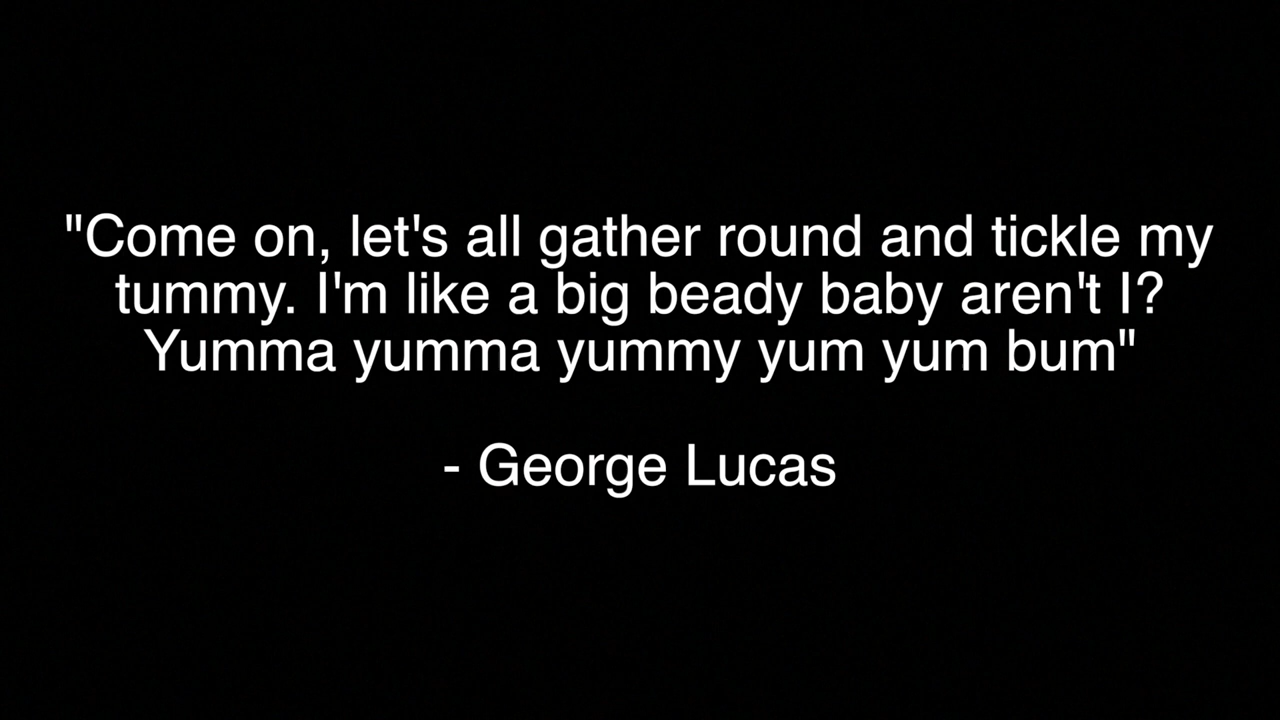 "Come on, let's all gather round and tickle my
tummy. I'm like a big beady baby aren't I?
Yumma yumma yummy yum yum bum"
- George Lucas